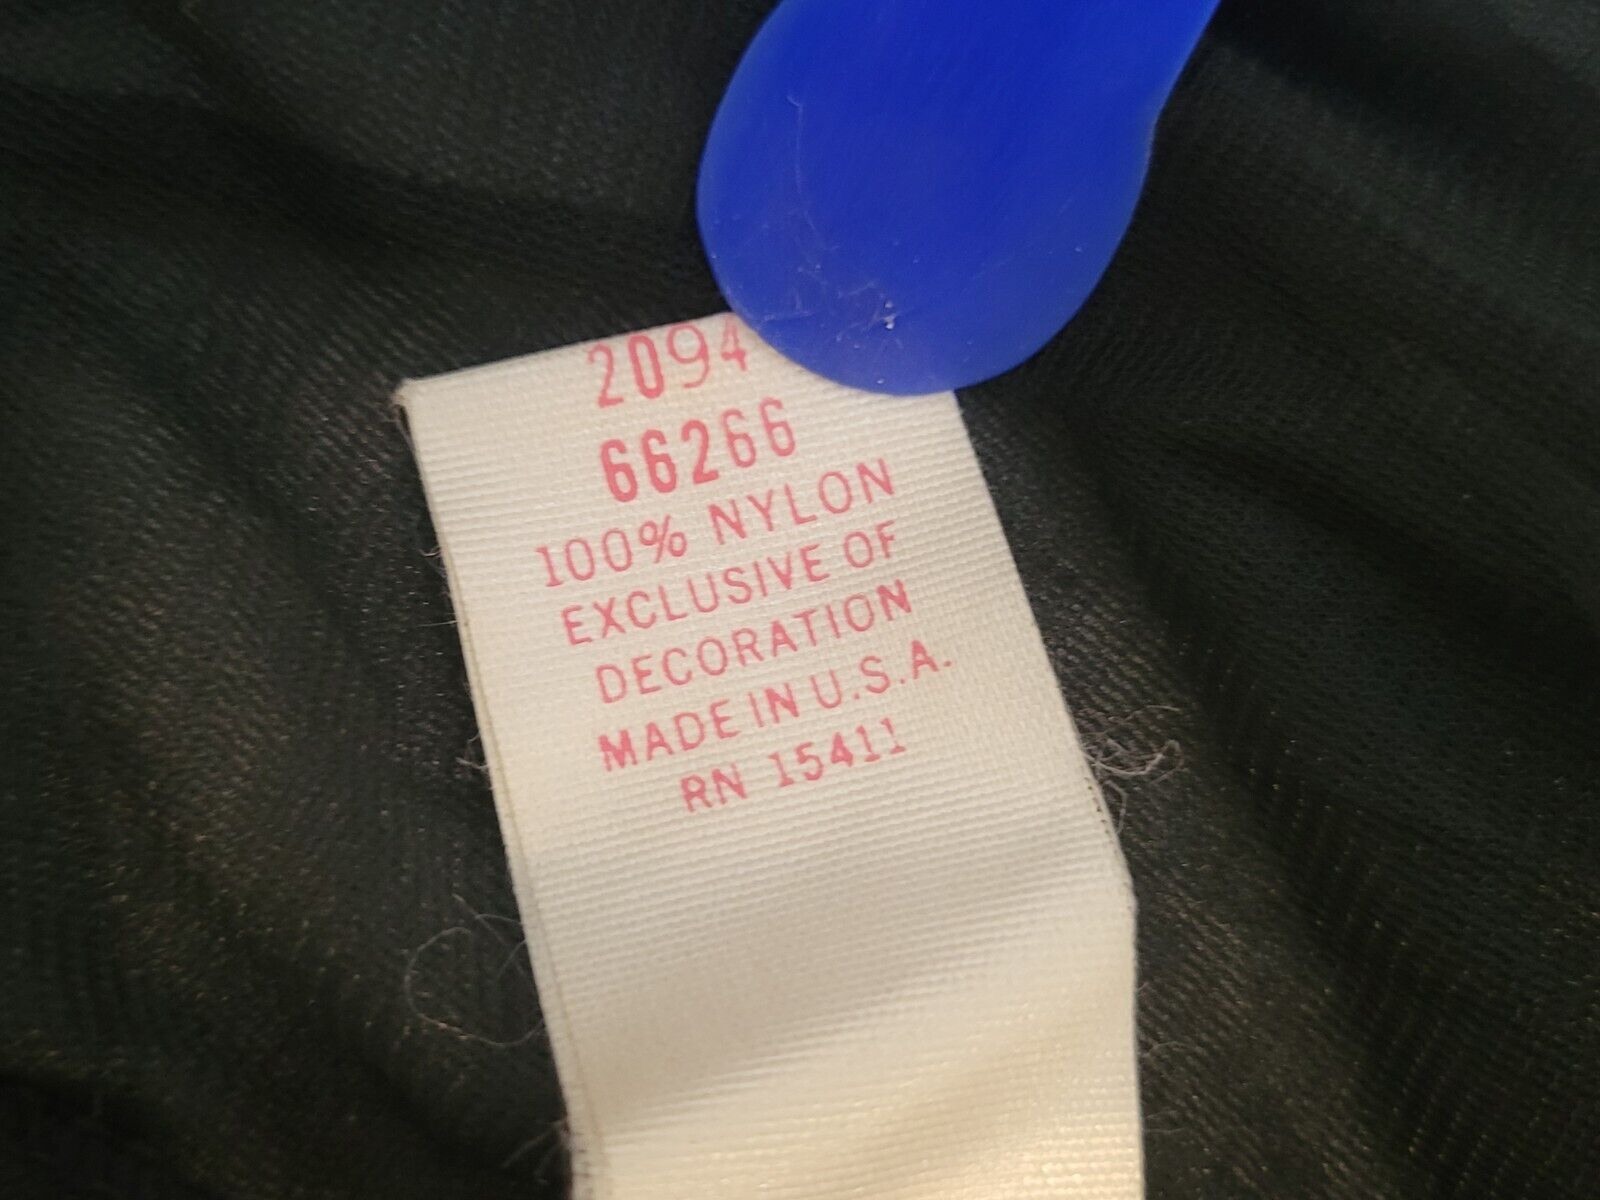 2094
66266
100% NYLON
EXCLUSIVE OF
DECORATION
MADE IN U.S.A.
RN 15411